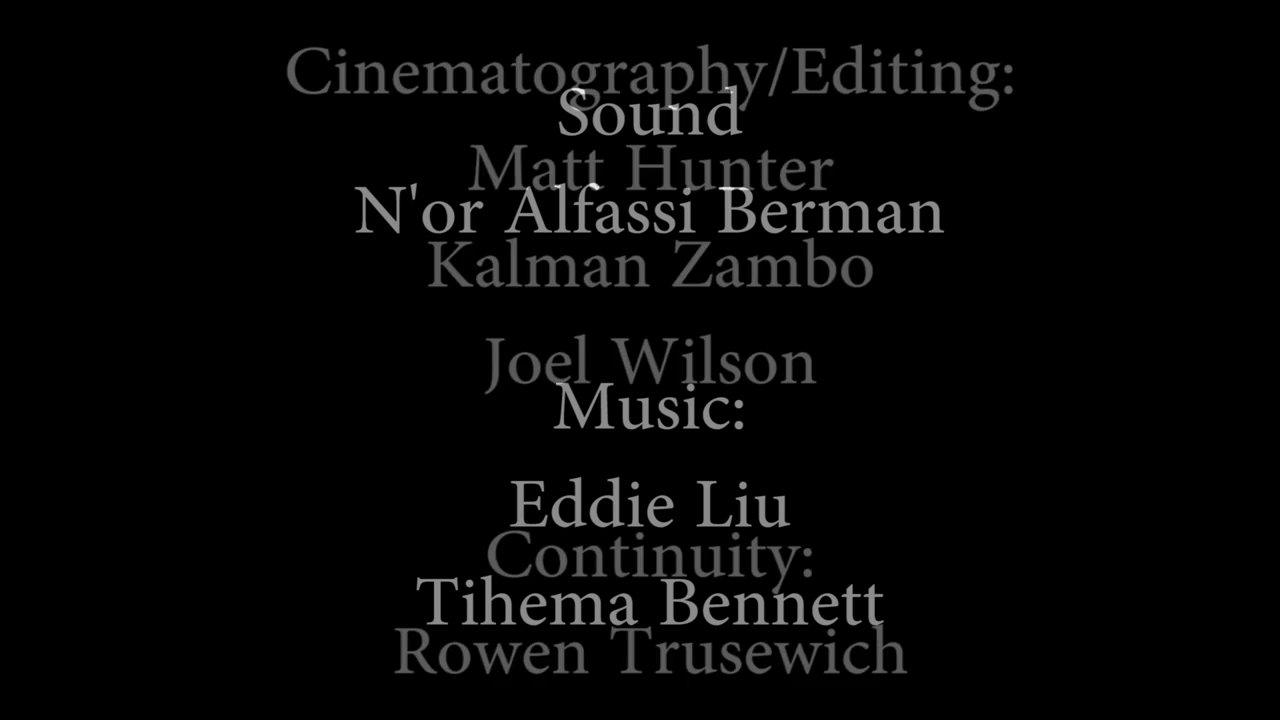 Cinematography/Editing:
Sound
Matt Hunter
N'or Alfassi Berman
Kalman Zambo
Joel Wilson
Music:
Eddie Liu
Continuity:
Tihema Bennett
Rowen Trusewich